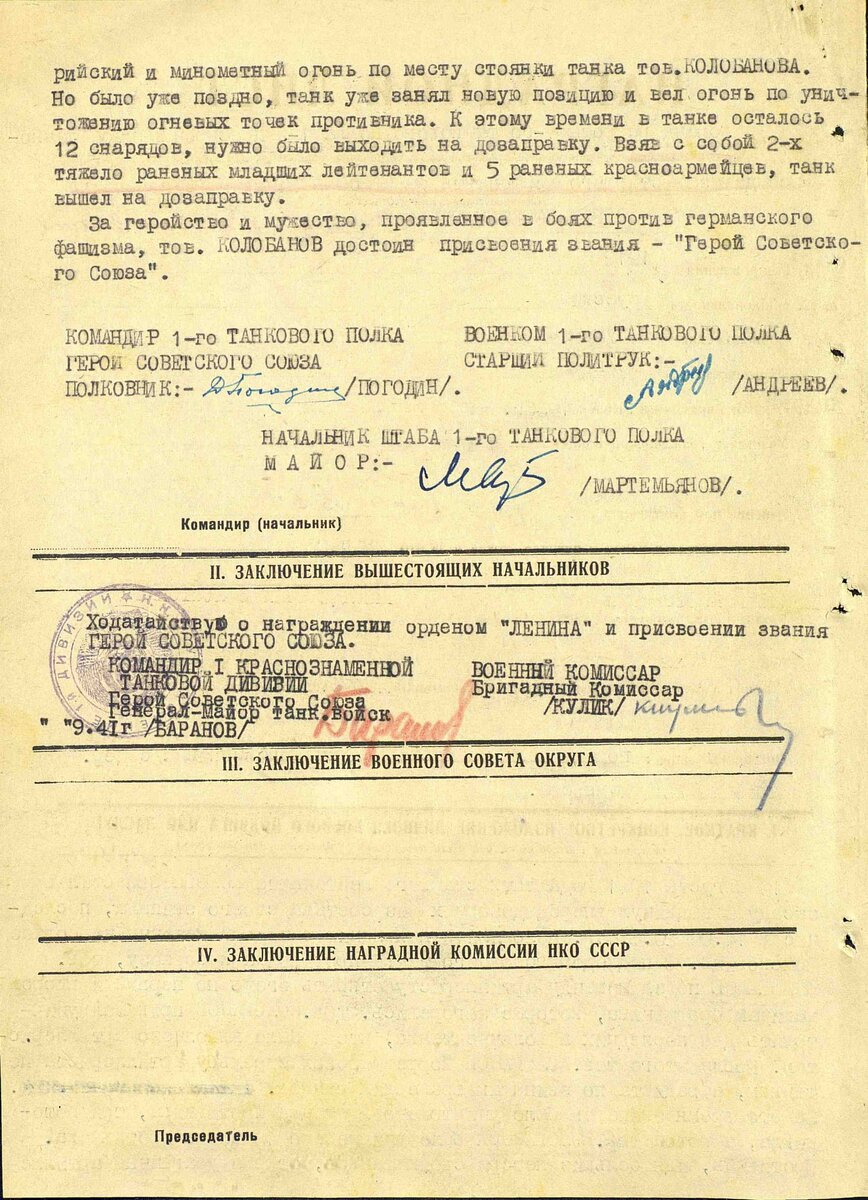 рийский и минометный огонь по месту стоянки танка тов.КОЛОБАНОВА.
Но было уже поздно, танк уже занял новую позицию и вел огонь по унич-
тожению огневых точек противника. К этому времени в танке осталось
12 снарядов, нужно было выходить на дозаправку. Взяв с собой 2-х
тяжело раненых младших лейтенантов и 5 раненых красноармейцев, танк
вышел на дозаправку.
За геройство и мужество, проявленное в боях против германского
фашизма, тов. КОЛОБАНОВ достоин присвоения звания - "Герой Советско-
го Союза".
КОМАНДИР 1-го ТАНКОВОГО ПОЛКА ВОЕНКОМ 1-го ТАНКОВОГО ПОЛКА
ГЕРОЙ СОВЕТСКОГО СОЮЗА СТАРШИЙ ПОЛИТРУК:-
ПОЛКОВНИК:- /ПОГОДИН/. /АНДРЕЕВ/.
НАЧАЛЬНИК ШТАБА 1-го ТАНКОВОГО ПОЛКА
М А Й О Р:-
/МАРТЕМЬЯНОВ/.
Командир (начальник)
II. ЗАКЛЮЧЕНИЕ ВЫШЕСТОЯЩИХ НАЧАЛЬНИКОВ
Ходатайствую о награждении орденом "ЛЕНИНА" и присвоении звания
ГЕРОЙ СОВЕТСКОГО СОЮЗА.
КОМАНДИР I КРАСНОЗНАМЕННОЙ ВОЕННЫЙ КОМИССАР
ТАНКОВОЙ ДИВИВИИ Бригадный Комиссар
Герой Советского Союза /КУЛИК/
Генерал-Майор танк.войск
" "9.41г /БАРАНОВ/ Баранов
III. ЗАКЛЮЧЕНИЕ ВОЕННОГО СОВЕТА ОКРУГА
IV. ЗАКЛЮЧЕНИЕ НАГРАДНОЙ КОМИССИИ НКО СССР
Председатель